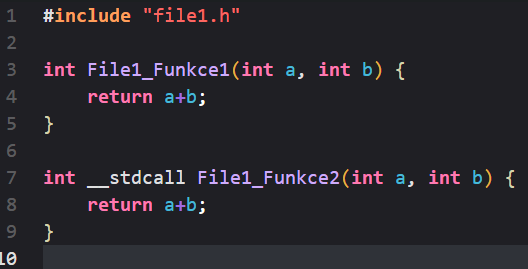 1 #include "file1.h"
2
3 int File1_Funkce1(int a, int b) {
4     return a+b;
5 }
6
7 int __stdcall File1_Funkce2(int a, int b) {
8     return a+b;
9 }
10